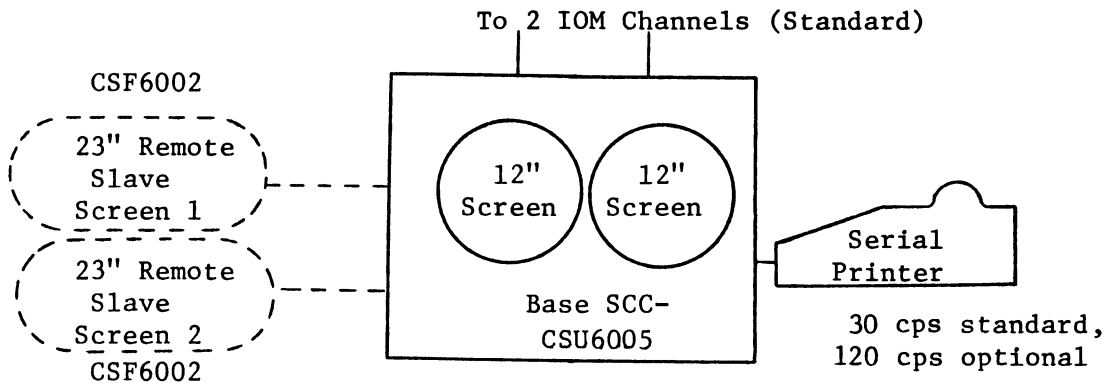 To 2 IOM Channels (Standard)
CSF6002
23" Remote
Slave
Screen 1
23" Remote
Slave
Screen 2
CSF6002
12"
Screen
12"
Screen
Base SCC-
CSU6005
Serial
Printer
30 cps standard,
120 cps optional